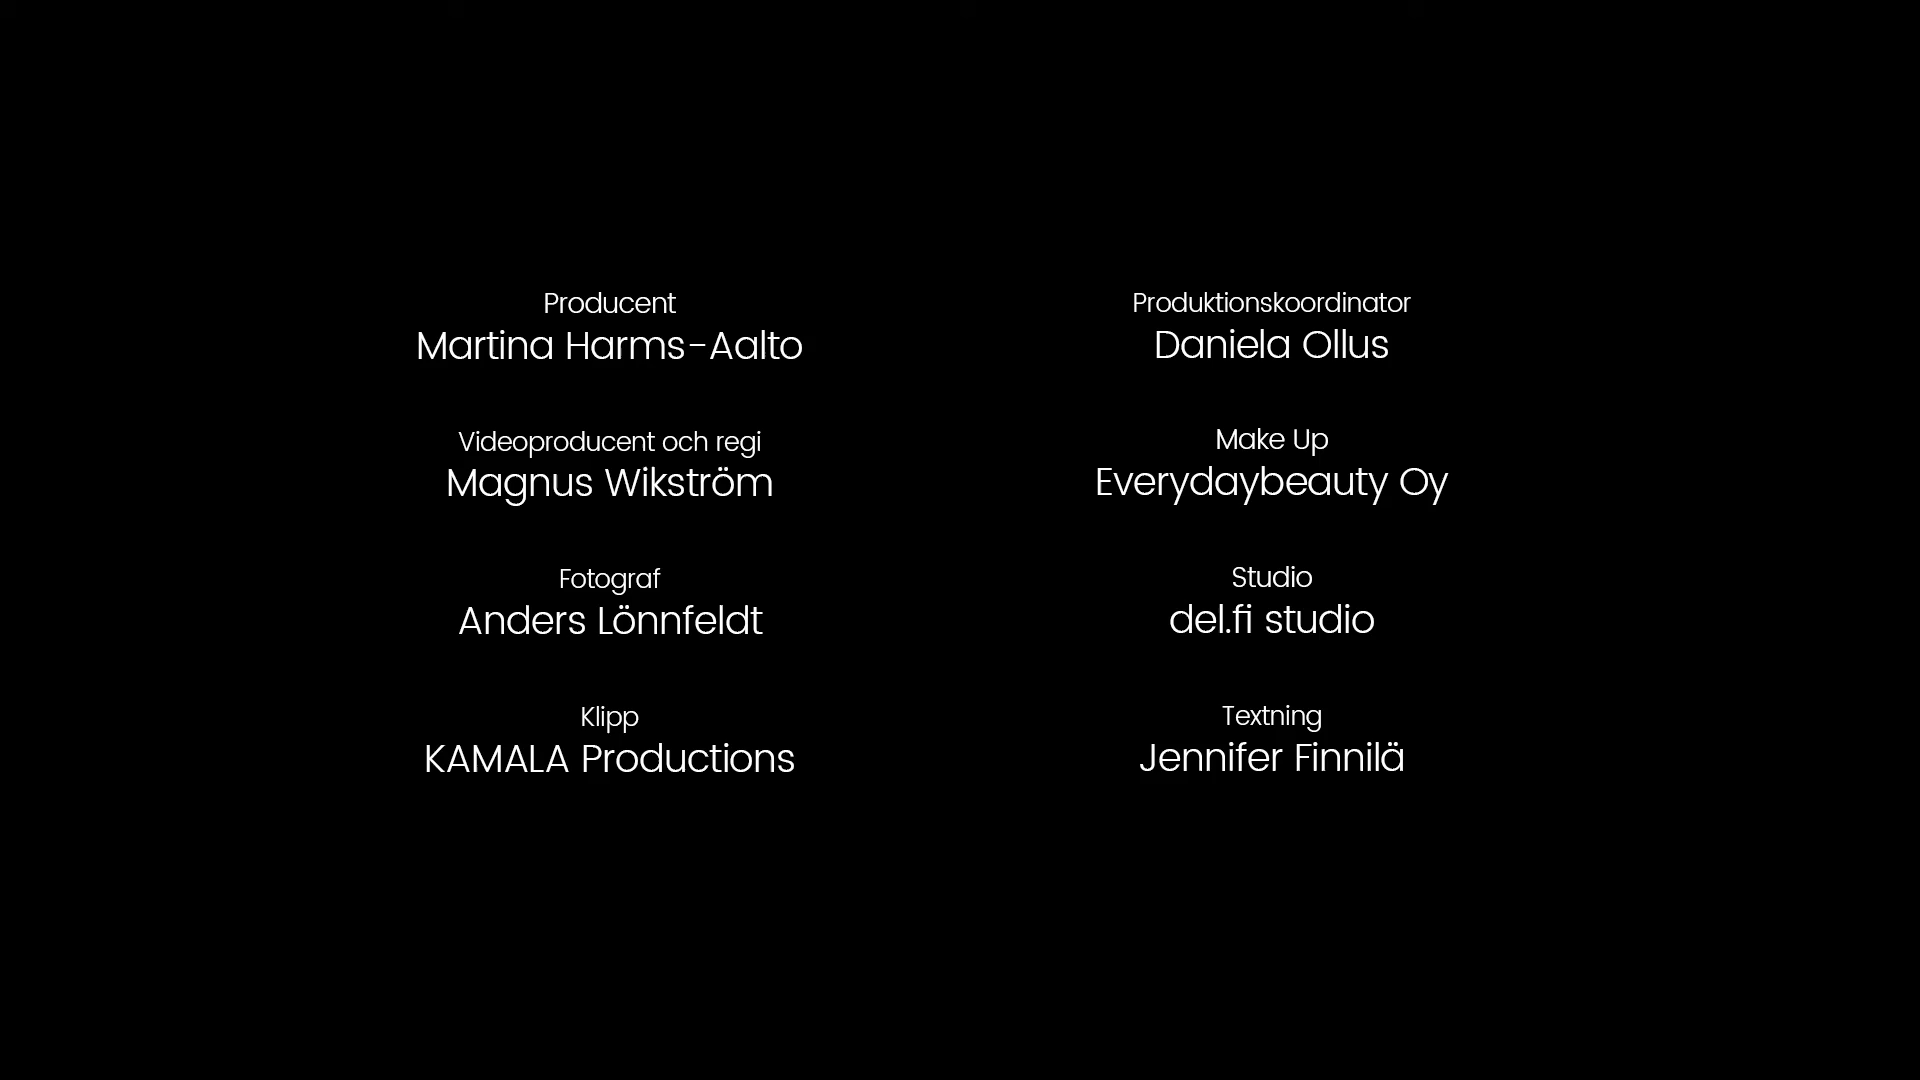 Producent
Martina Harms-Aalto
Videoproducent och regi
Magnus Wikström
Fotograf
Anders Lönnfeldt
Klipp
KAMALA Productions
Produktionskoordinator
Daniela Ollus
Make Up
Everydaybeauty Oy
Studio
del.fi studio
Textning
Jennifer Finnilä